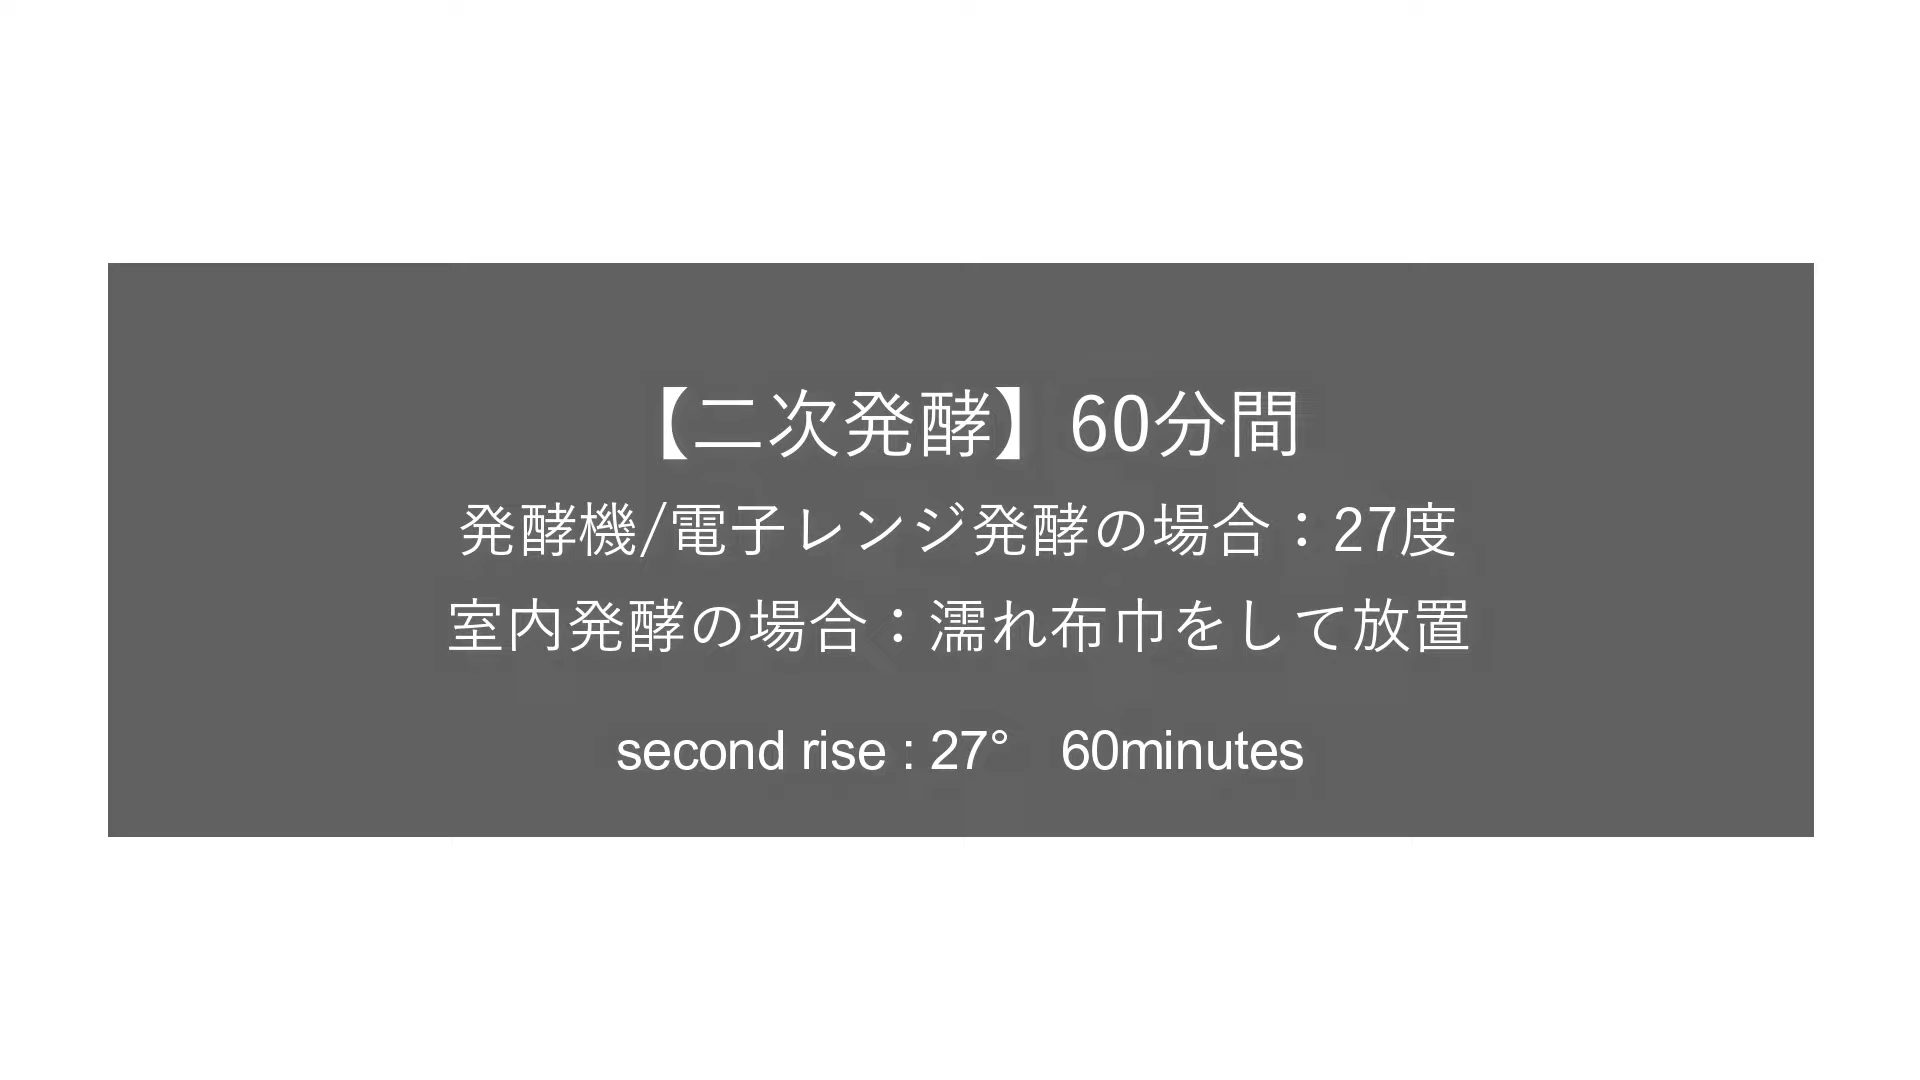 【二次発酵】60分間
発酵機/電子レンジ発酵の場合：27度
室内発酵の場合：濡れ布巾をして放置
second rise : 27°　60minutes